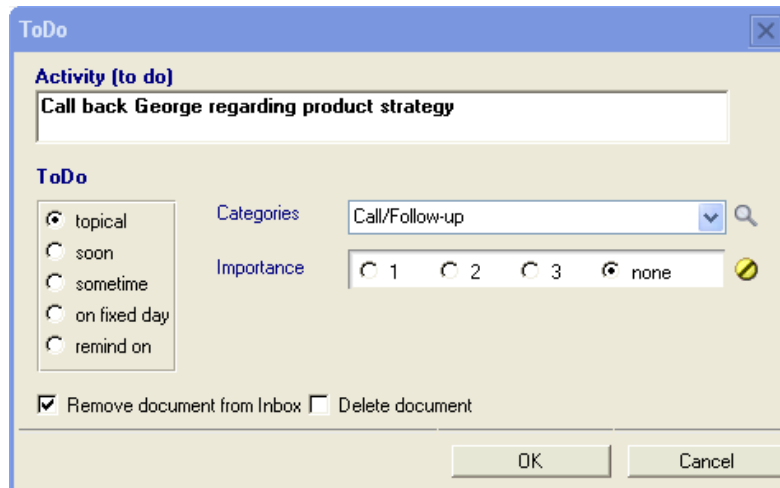 ToDo
Activity (to do)
Call back George regarding product strategy
ToDo
topical
soon
sometime
on fixed day
remind on
Categories
Call/Follow-up
Importance
1 2 3 none
Remove document from Inbox Delete document
OK Cancel